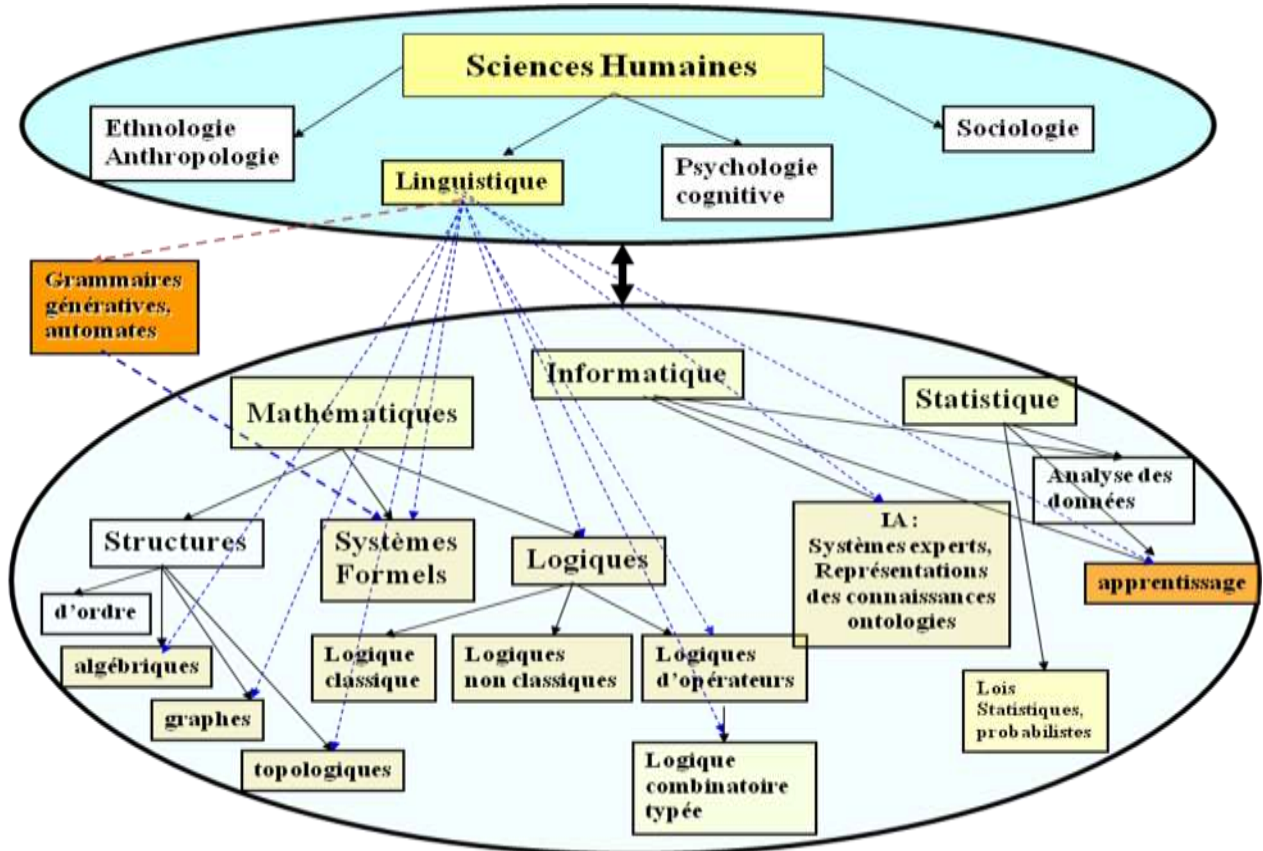 Sciences Humaines
Ethnologie
Anthropologie
Sociologie
Linguistique
Psychologie
cognitive
Grammaires
génératives,
automates
Informatique
Mathématiques
Statistique
Analyse des
données
Structures
Systèmes
Formels
Logiques
IA :
Systèmes experts,
Représentations
des connaissances
ontologies
apprentissage
d'ordre
algébriques
graphes
topologiques
Logique
classique
Logiques
non classiques
Logiques
d'opérateurs
Lois
Statistiques,
probabilistes
Logique
combinatoire
typée